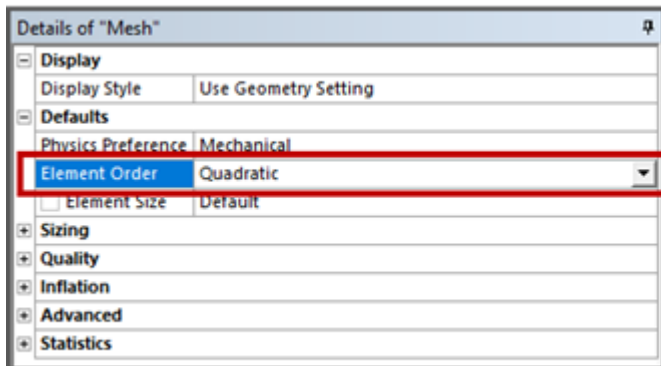 Details of "Mesh"
Display
Display Style Use Geometry Setting
Defaults
Physics Preference Mechanical
Element Order Quadratic
Element Size Default
Sizing
Quality
Inflation
Advanced
Statistics